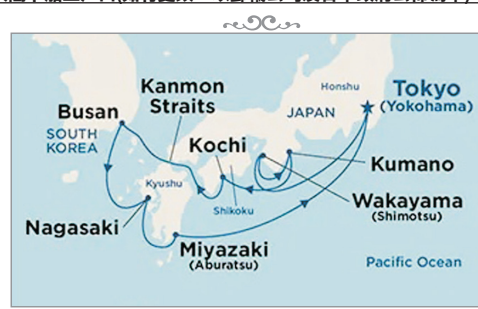 Honshu
Tokyo
(Yokohama)
Kanmon
Straits
JAPAN
Busan
SOUTH
KOREA
Kochi
Kumano
Kyushu
Wakayama
(Shimotsu)
Shikoku
Nagasaki
Miyazaki
(Aburatsu)
Pacific Ocean